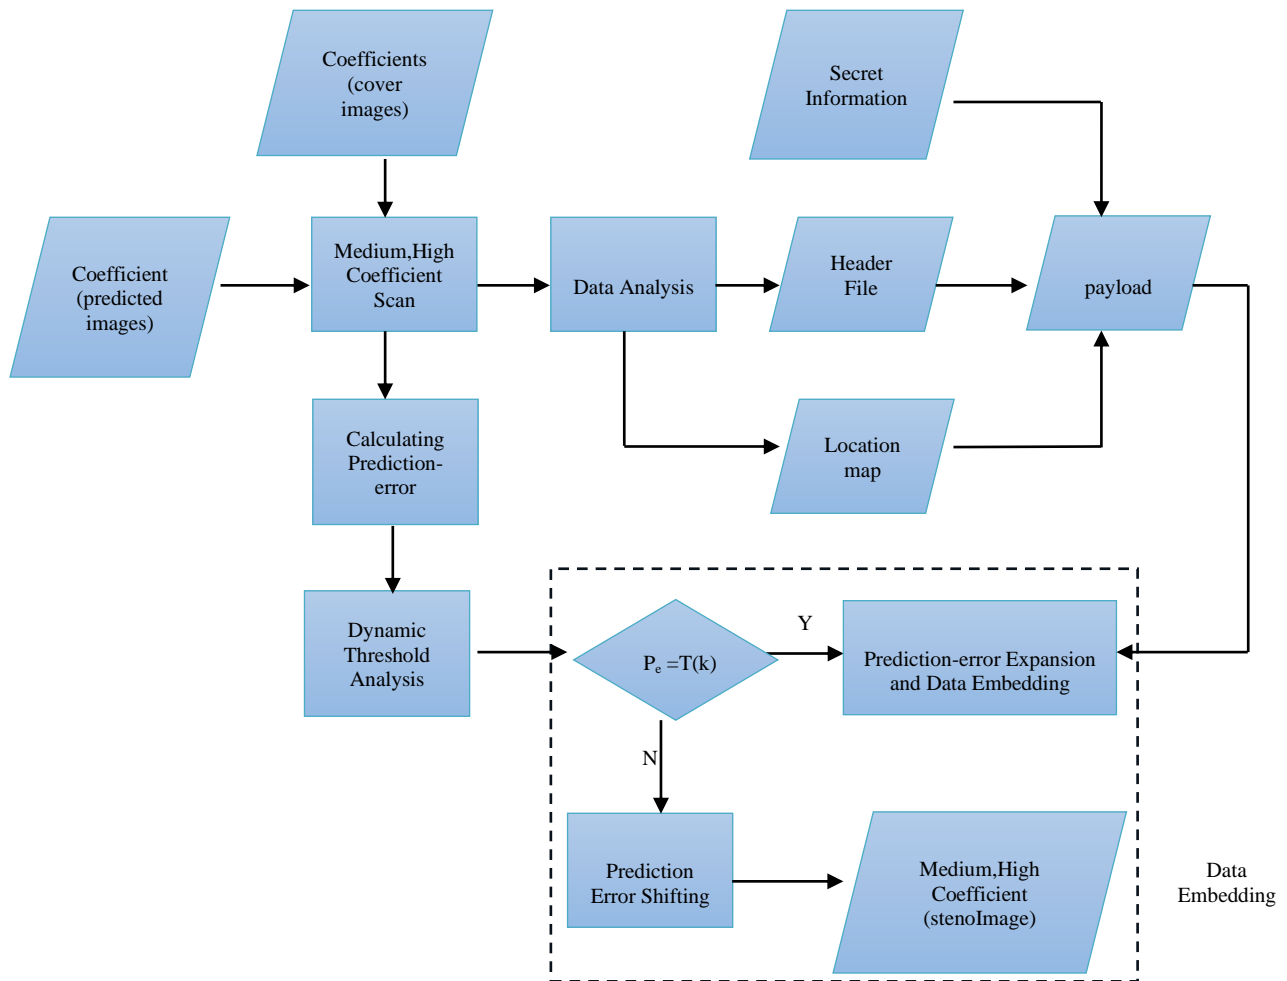 Coefficients
(cover
images)
Secret
Information
Coefficient
(predicted
images)
Medium,High
Coefficient
Scan
Data Analysis
Header
File
payload
Calculating
Prediction-
error
Location
map
Dynamic
Threshold
Analysis
Pe =T(k)
Y
Prediction-error Expansion
and Data Embedding
N
Prediction
Error Shifting
Medium,High
Coefficient
(stenoImage)
Data
Embedding